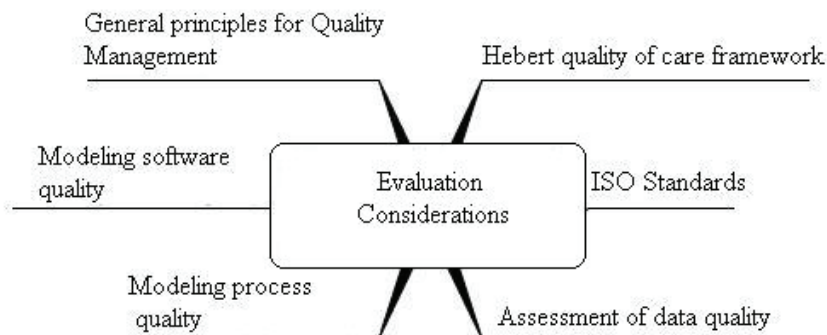 General principles for Quality
Management
Hebert quality of care framework
Modeling software
quality
Evaluation
Considerations
ISO Standards
Modeling process
quality
Assessment of data quality